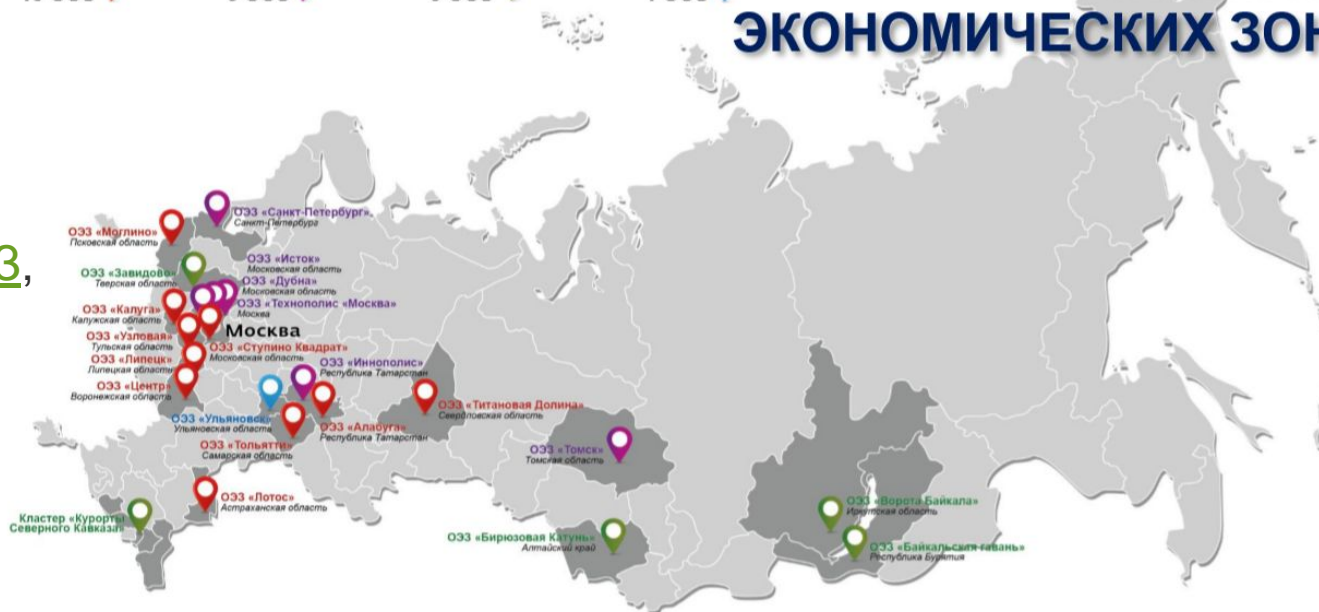 ЭКОНОМИЧЕСКИХ ЗОН
ОЭЗ «Санкт-Петербург»,
Санкт-Петербург
ОЭЗ «Моглино»
Псковская область
З,
ОЭЗ «Исток»
Московская область
ОЭЗ «Завидово»
Тверская область
ОЭЗ «Дубна»
Московская область
ОЭЗ «Технополис «Москва»
Москва
ОЭЗ «Калуга»
Калужская область
Москва
ОЭЗ «Узловая»
Тульская область
ОЭЗ «Ступино Квадрат»
Московская область
ОЭЗ «Липецк»
Липецкая область
ОЭЗ «Иннополис»
Республика Татарстан
ОЭЗ «Центр»
Воронежская область
ОЭЗ «Титановая Долина»
Свердловская область
ОЭЗ «Ульяновск»
Ульяновская область
ОЭЗ «Алабуга»
Республика Татарстан
ОЭЗ «Тольятти»
Самарская область
ОЭЗ «Томск»
Томская область
ОЭЗ «Лотос»
Астраханская область
ОЭЗ «Ворота Байкала»
Иркутская область
Кластер «Курорты
Северного Кавказа»
ОЭЗ «Бирюзовая Катунь»
Алтайский край
ОЭЗ «Байкальская гавань»
Республика Бурятия